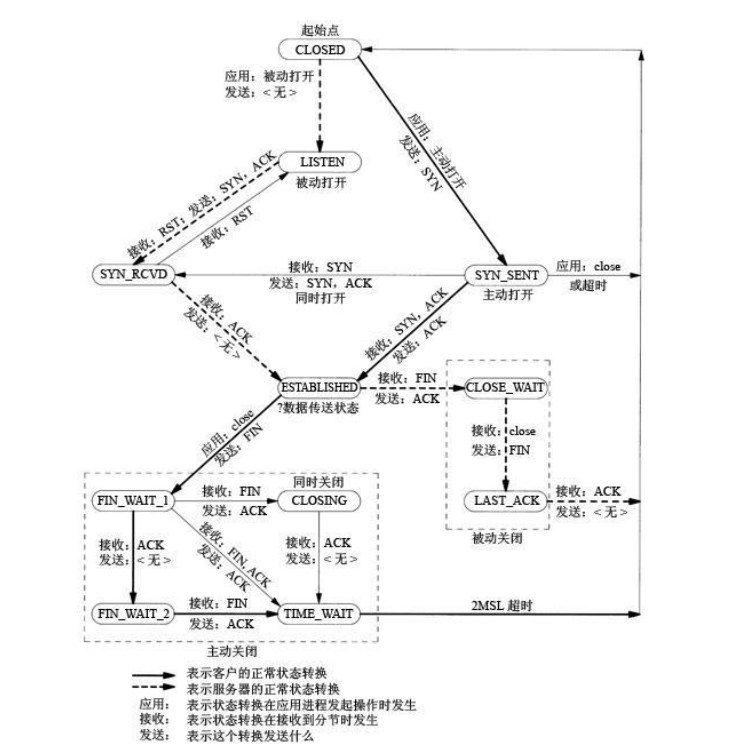 起始点
CLOSED
应用：被动打开
发送：<无>
应用：主动打开
发送：SYN
LISTEN
被动打开
接收：RST；发送：SYN，ACK
接收：RST
SYN_RCVD
接收：SYN
发送：SYN，ACK
同时打开
SYN_SENT
主动打开
应用：close
或超时
接收：ACK
发送：<无>
接收：SYN，ACK
发送：ACK
ESTABLISHED
?数据传送状态
接收：FIN
发送：ACK
CLOSE_WAIT
应用：close
发送：FIN
接收：close
发送：FIN
同时关闭
FIN_WAIT_1
接收：FIN
发送：ACK
CLOSING
LAST_ACK
接收：ACK
发送：<无>
被动关闭
接收：ACK
发送：<无>
接收：FIN, ACK
发送：ACK
接收：ACK
发送：<无>
FIN_WAIT_2
接收：FIN
发送：ACK
TIME_WAIT
2MSL 超时
主动关闭
表示客户的正常状态转换
表示服务器的正常状态转换
应用： 表示状态转换在应用进程发起操作时发生
接收： 表示状态转换在接收到分节时发生
发送： 表示这个转换发送什么